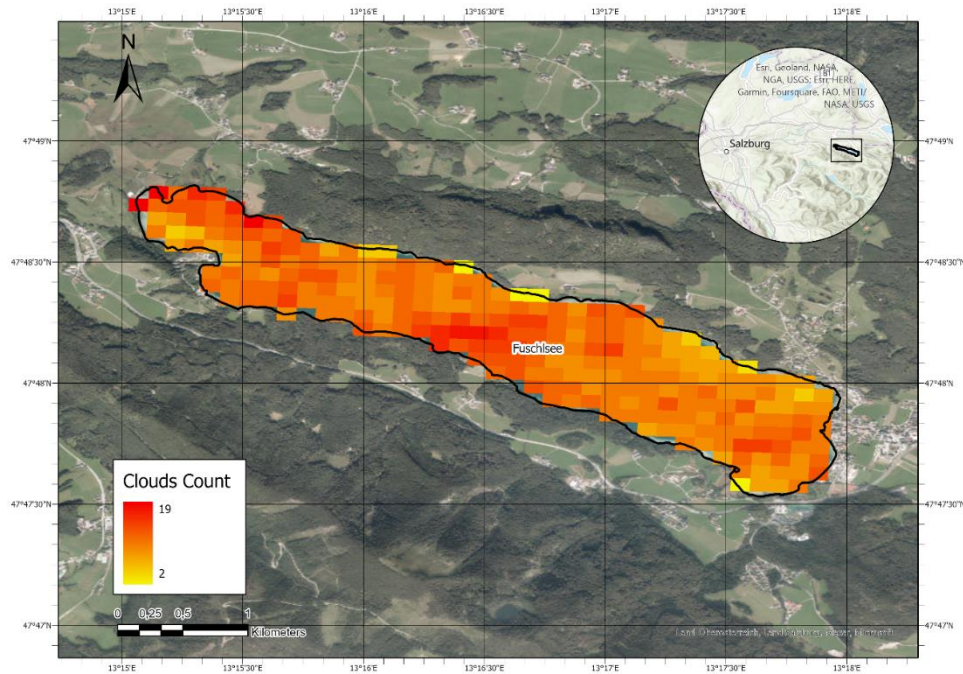 13°15'E 13°15'30"E 13°16'E 13°16'30"E 13°17'E 13°17'30"E 13°18'E
N
Esri, Geoland, NASA,
NGA, USGS; Esri, HERE,
Garmin, Foursquare, FAO, METI/
NASA, USGS
Salzburg
47°49'N 47°49'N
47°48'30"N 47°48'30"N
Fuschlsee
47°48'N 47°48'N
Clouds Count
19
2
47°47'30"N 47°47'30"N
0 0,25 0,5 1
Kilometers
47°47'N 47°47'N
13°15'E 13°15'30"E 13°16'E 13°16'30"E 13°17'E 13°17'30"E 13°18'E